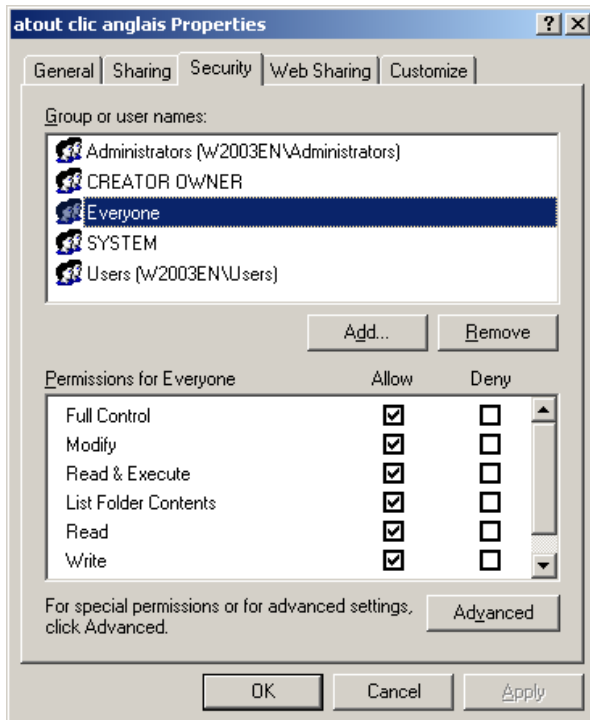 atout clic anglais Properties
General Sharing Security Web Sharing Customize
Group or user names:
Administrators (W2003EN\Administrators)
CREATOR OWNER
Everyone
SYSTEM
Users (W2003EN\Users)
Add... Remove
Permissions for Everyone Allow Deny
Full Control
Modify
Read & Execute
List Folder Contents
Read
Write
For special permissions or for advanced settings,
click Advanced.
Advanced
OK Cancel Apply